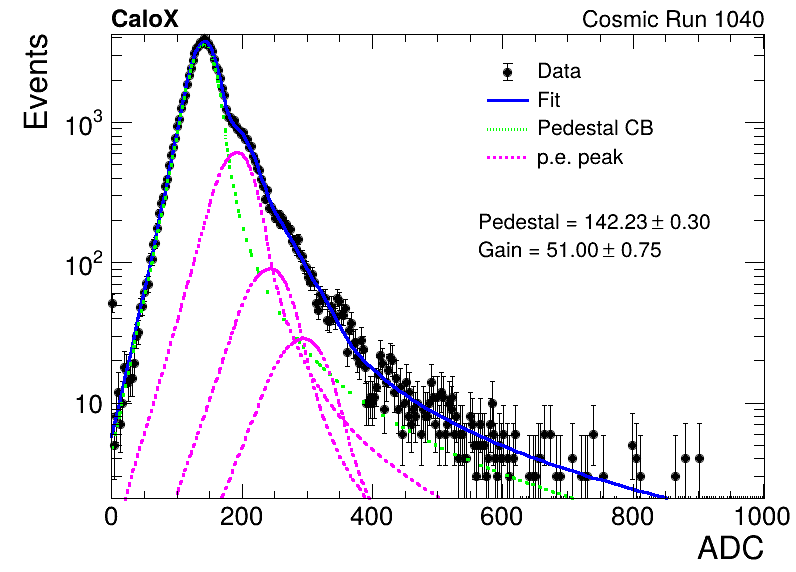 CaloX Cosmic Run 1040
Events
Data
Fit
Pedestal CB
p.e. peak
Pedestal = 142.23 ± 0.30
Gain = 51.00 ± 0.75
10³
10²
10
0 200 400 600 800 1000
ADC